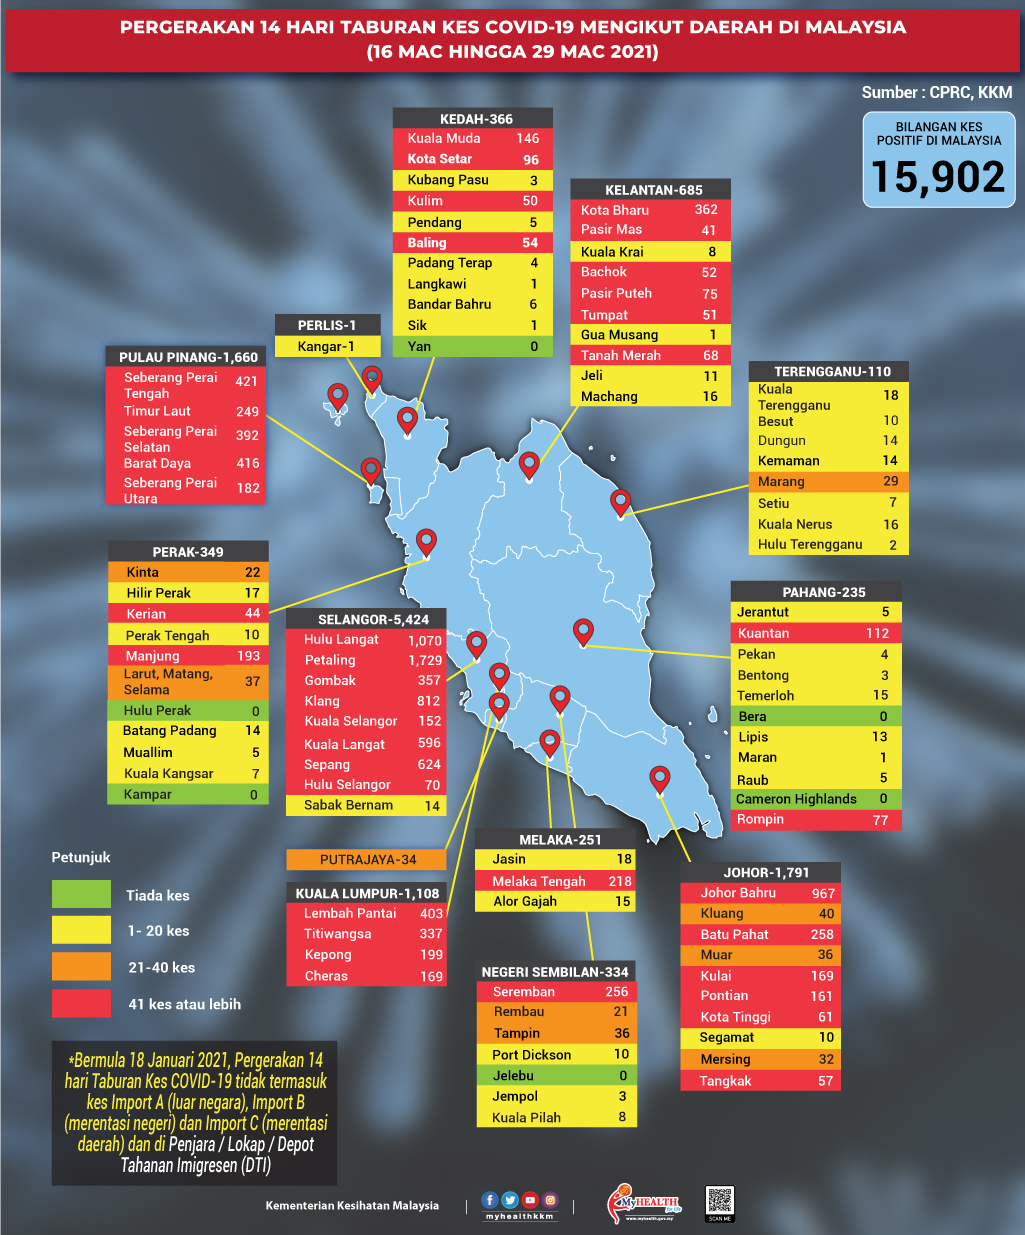 PERGERAKAN 14 HARI TABURAN KES COVID-19 MENGIKUT DAERAH DI MALAYSIA
(16 MAC HINGGA 29 MAC 2021)
Sumber : CPRC, KKM
BILANGAN KES
POSITIF DI MALAYSIA
15,902
KEDAH-366
Kuala Muda 146
Kota Setar 96
Kubang Pasu 3
Kulim 50
Pendang 5
Baling 54
Padang Terap 4
Langkawi 1
Bandar Bahru 6
Sik 1
Yan 0
KELANTAN-685
Kota Bharu 362
Pasir Mas 41
Kuala Krai 8
Bachok 52
Pasir Puteh 75
Tumpat 51
Gua Musang 1
Tanah Merah 68
Jeli 11
Machang 16
PERLIS-1
Kangar-1
PULAU PINANG-1,660
Seberang Perai
Tengah 421
Timur Laut 249
Seberang Perai
Selatan 392
Barat Daya 416
Seberang Perai
Utara 182
TERENGGANU-110
Kuala
Terengganu 18
Besut 10
Dungun 14
Kemaman 14
Marang 29
Setiu 7
Kuala Nerus 16
Hulu Terengganu 2
PERAK-349
Kinta 22
Hilir Perak 17
Kerian 44
Perak Tengah 10
Manjung 193
Larut, Matang,
Selama 37
Hulu Perak 0
Batang Padang 14
Muallim 5
Kuala Kangsar 7
Kampar 0
SELANGOR-5,424
Hulu Langat 1,070
Petaling 1,729
Gombak 357
Klang 812
Kuala Selangor 152
Kuala Langat 596
Sepang 624
Hulu Selangor 70
Sabak Bernam 14
PAHANG-235
Jerantut 5
Kuantan 112
Pekan 4
Bentong 3
Temerloh 15
Bera 0
Lipis 13
Maran 1
Raub 5
Cameron Highlands 0
Rompin 77
PUTRAJAYA-34
KUALA LUMPUR-1,108
Lembah Pantai 403
Titiwangsa 337
Kepong 199
Cheras 169
MELAKA-251
Jasin 18
Melaka Tengah 218
Alor Gajah 15
NEGERI SEMBILAN-334
Seremban 256
Rembau 21
Tampin 36
Port Dickson 10
Jelebu 0
Jempol 3
Kuala Pilah 8
JOHOR-1,791
Johor Bahru 967
Kluang 40
Batu Pahat 258
Muar 36
Kulai 169
Pontian 161
Kota Tinggi 61
Segamat 10
Mersing 32
Tangkak 57
Petunjuk
Tiada kes
1- 20 kes
21-40 kes
41 kes atau lebih
*Bermula 18 Januari 2021, Pergerakan 14
hari Taburan Kes COVID-19 tidak termasuk
kes Import A (luar negara), Import B
(merentasi negeri) dan Import C (merentasi
daerah) dan di Penjara / Lokap / Depot
Tahanan Imigresen (DTI)
Kementerian Kesihatan Malaysia
myhealthkkm
MyHEALTH
for life
www.myhealth.gov.my
SCAN ME